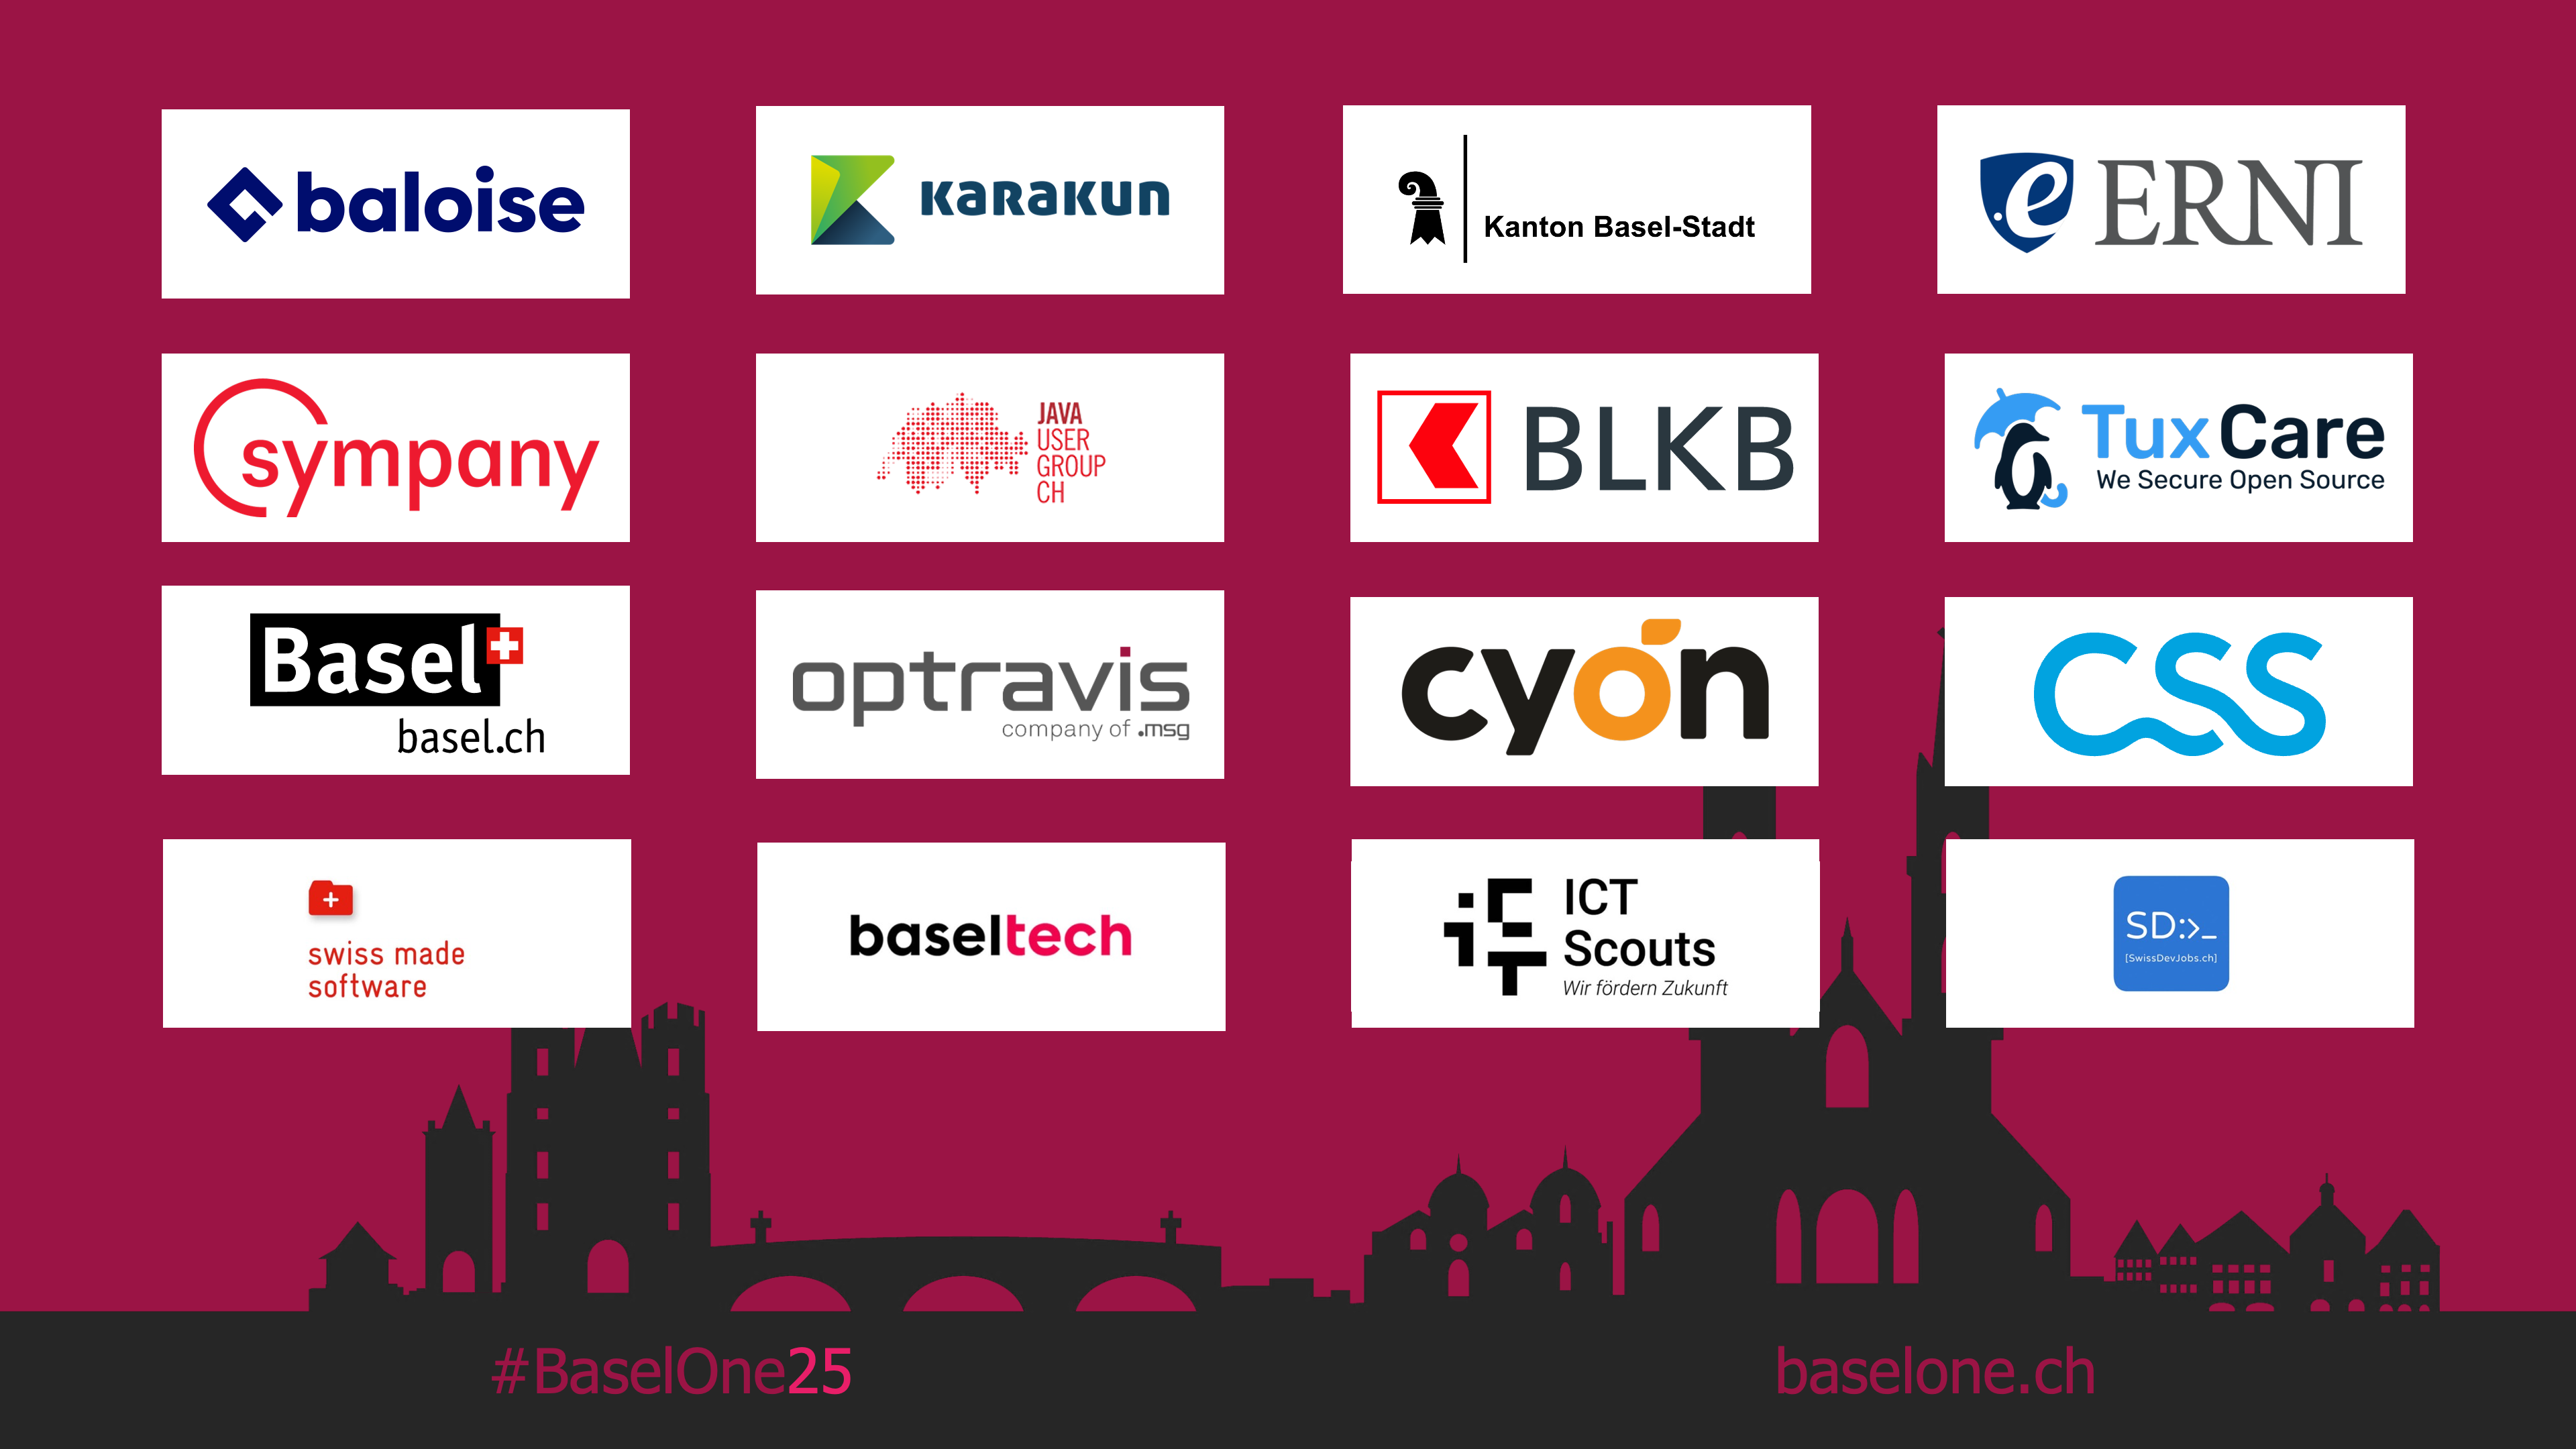 baloise
KARAKUN
Kanton Basel-Stadt
e ERNI
sympany
JAVA
USER
GROUP
CH
BLKB
TuxCare
We Secure Open Source
Basel
basel.ch
optravis
company of .msg
cyon
CSS
swiss made
software
baseltech
ICT
ICT
Scouts
Wir fördern Zukunft
SD:>_
[SwissDevJobs.ch]
#BaselOne25
baselone.ch